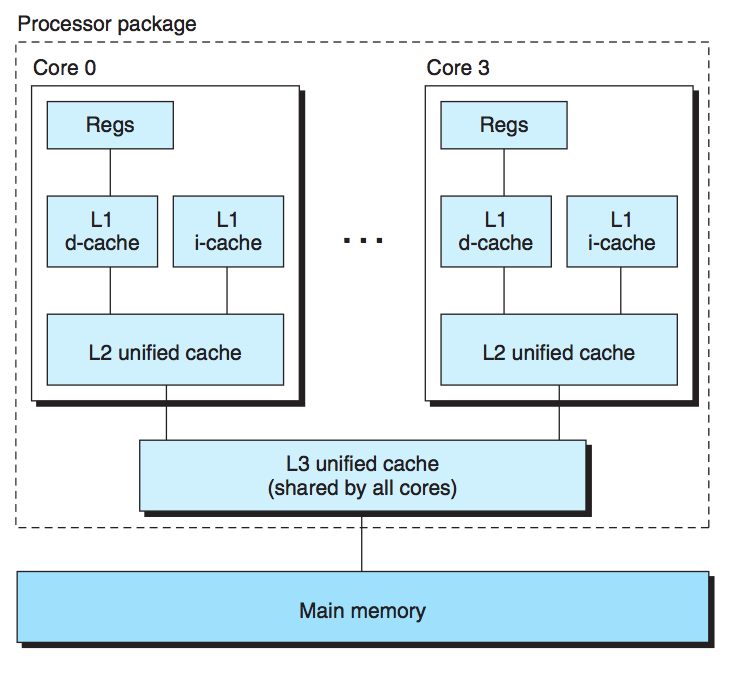 Processor package
Core 0
Regs
L1
d-cache
L1
i-cache
L2 unified cache
...
Core 3
Regs
L1
d-cache
L1
i-cache
L2 unified cache
L3 unified cache
(shared by all cores)
Main memory